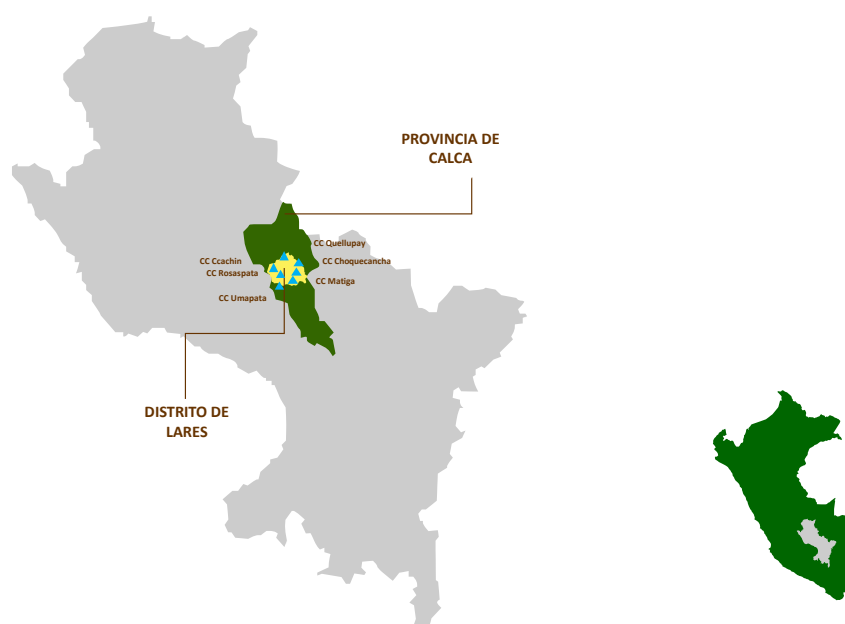 PROVINCIA DE
CALCA
CC Quellupay
CC Ccachin
CC Choquecancha
CC Rosaspata
CC Matiga
CC Umapata
DISTRITO DE
LARES